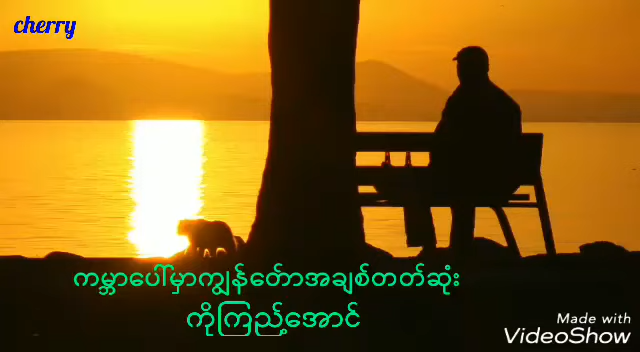 cherry
ကမ္ဘာပေါ်မှာကျွန်တော်အချစ်တတ်ဆုံး
ကိုကြည့်အောင်
Made with
VideoShow